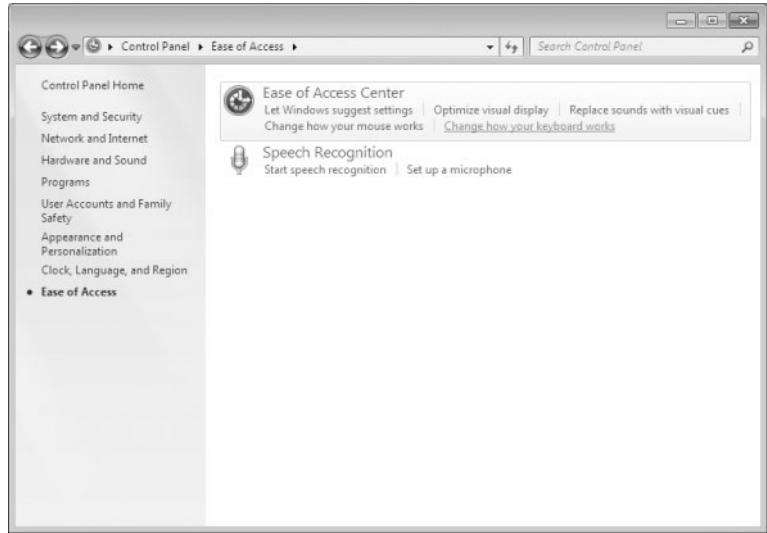 Control Panel ▸ Ease of Access ▸
Search Control Panel
Control Panel Home
System and Security
Network and Internet
Hardware and Sound
Programs
User Accounts and Family
Safety
Appearance and
Personalization
Clock, Language, and Region
Ease of Access
Ease of Access Center
Let Windows suggest settings | Optimize visual display | Replace sounds with visual cues |
Change how your mouse works | Change how your keyboard works
Speech Recognition
Start speech recognition | Set up a microphone